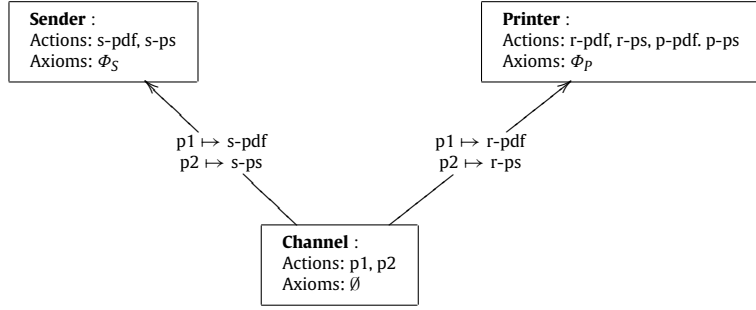 Sender :
Actions: s-pdf, s-ps
Axioms: Φ_S
Printer :
Actions: r-pdf, r-ps, p-pdf. p-ps
Axioms: Φ_P
p1 ↦ s-pdf
p2 ↦ s-ps
p1 ↦ r-pdf
p2 ↦ r-ps
Channel :
Actions: p1, p2
Axioms: ∅